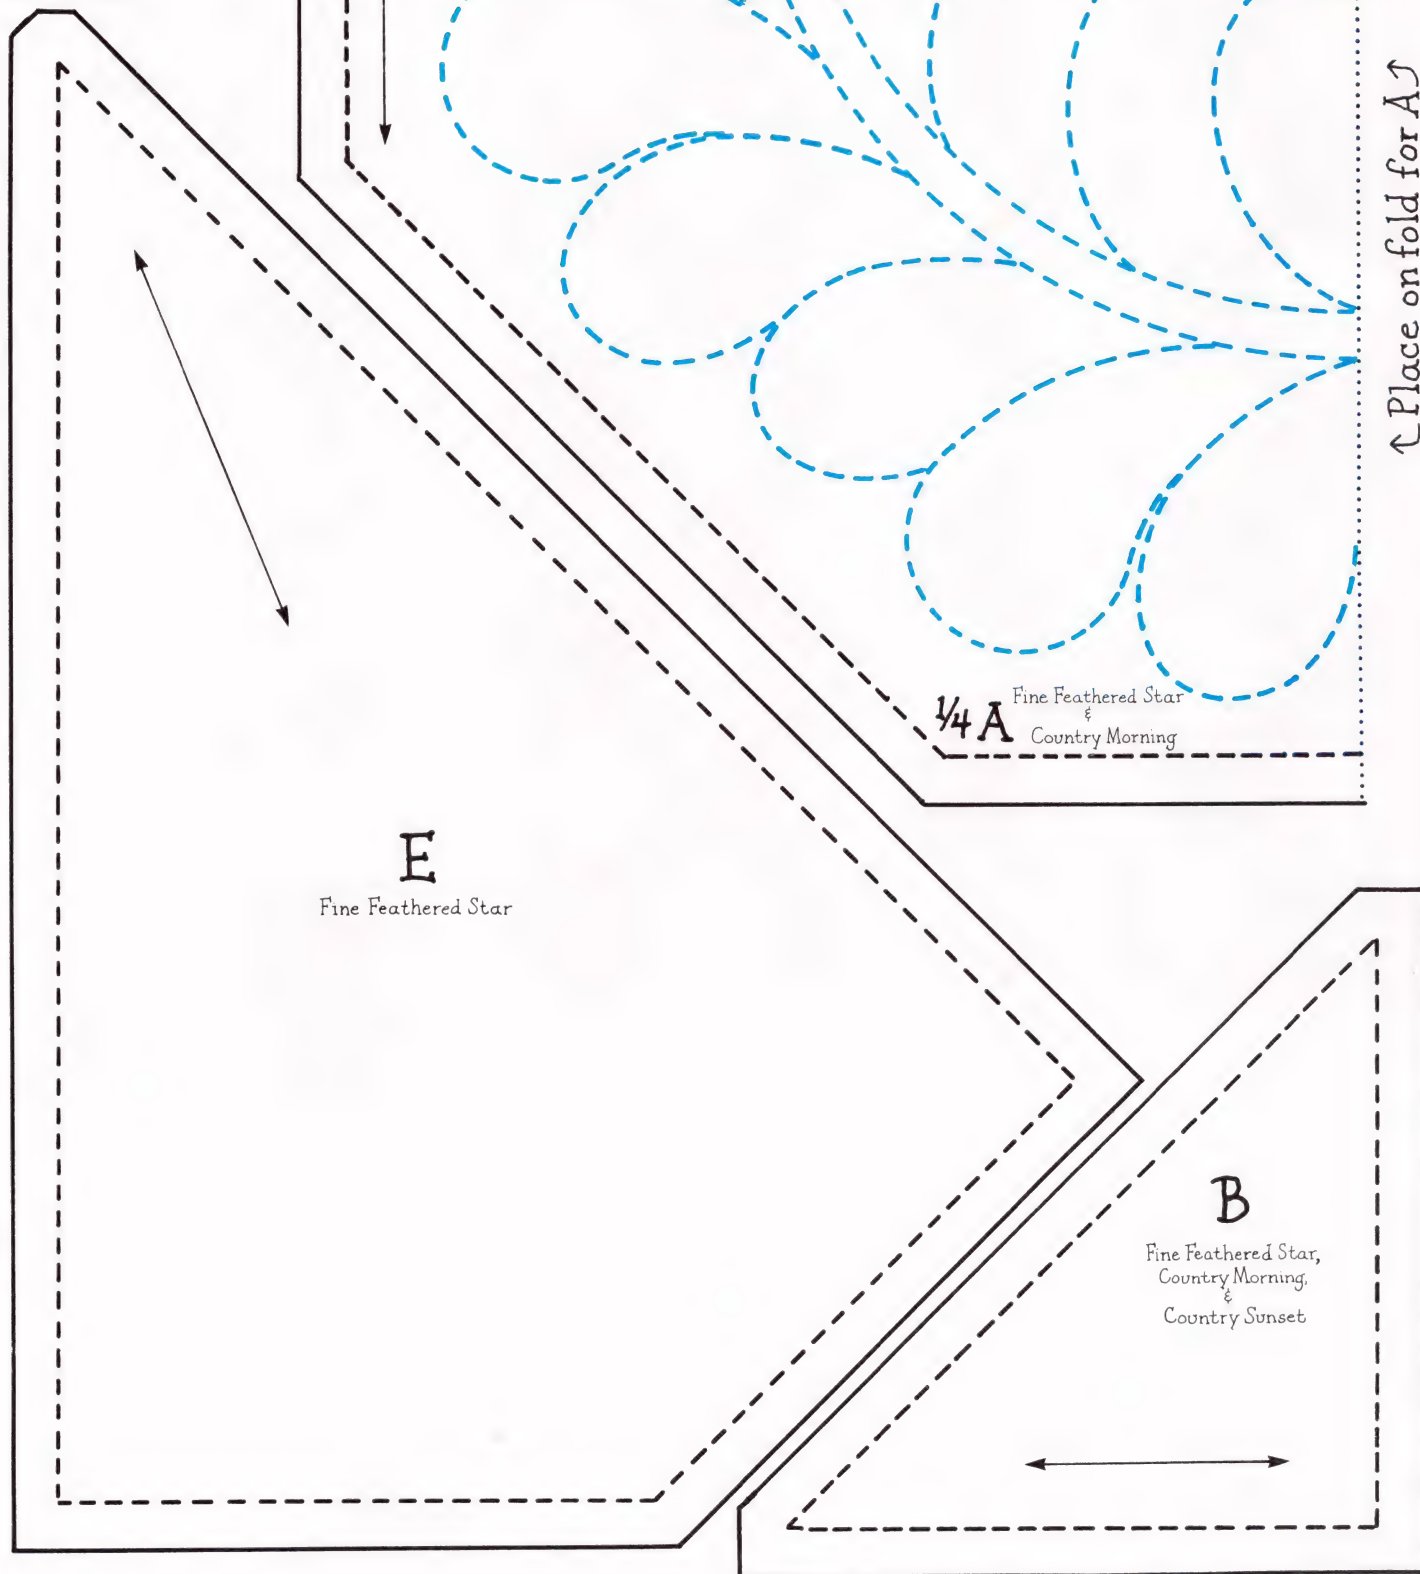 Place on fold for A
1/4 A
Fine Feathered Star
&
Country Morning
E
Fine Feathered Star
B
Fine Feathered Star,
Country Morning,
&
Country Sunset